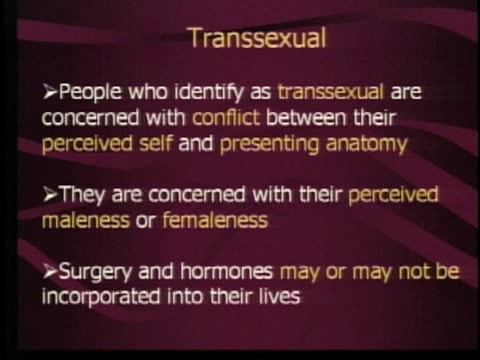 Transsexual
➢People who identify as transsexual are
concerned with conflict between their
perceived self and presenting anatomy
➢They are concerned with their perceived
maleness or femaleness
➢Surgery and hormones may or may not be
incorporated into their lives